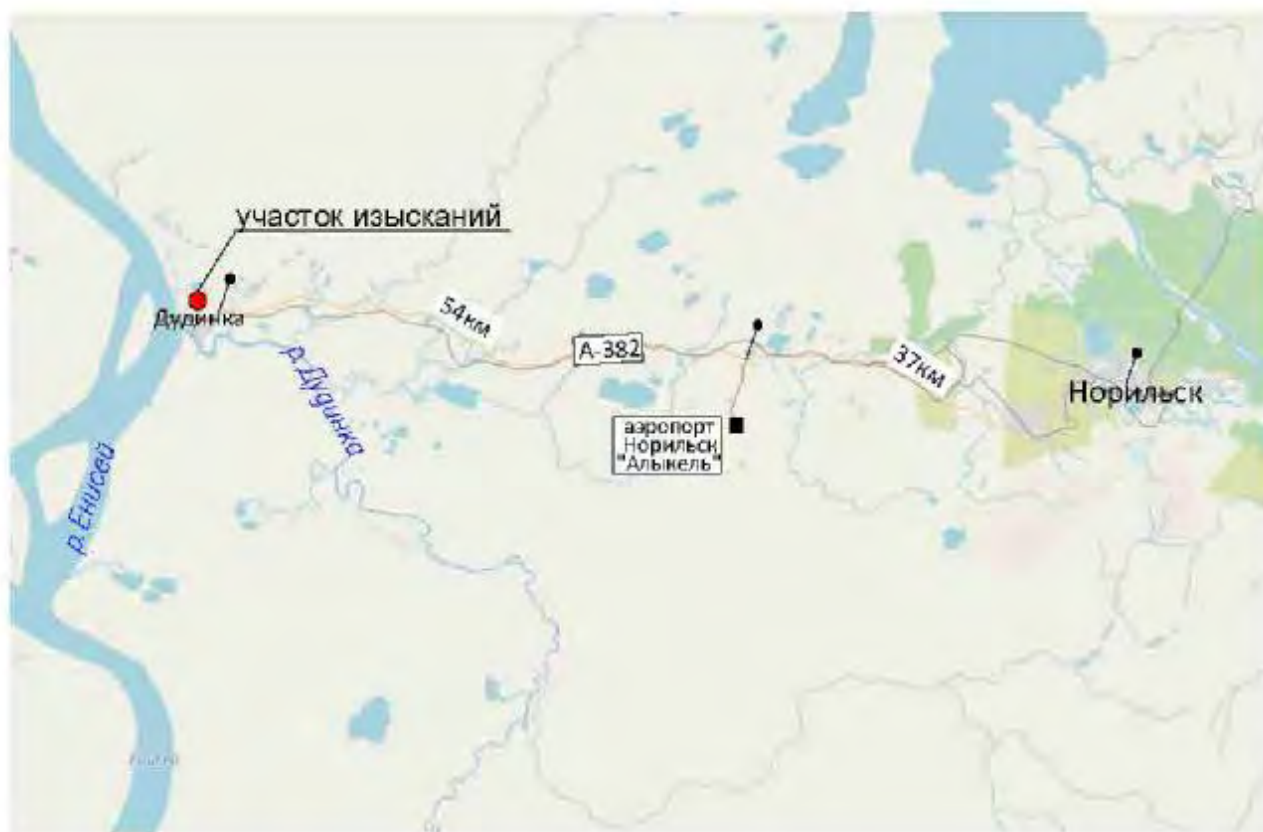 участок изысканий
Дудинка
54км
А-382
37км
Норильск
р.Дудинка
аэропорт
Норильск
"Алыкель"
р.Енисей